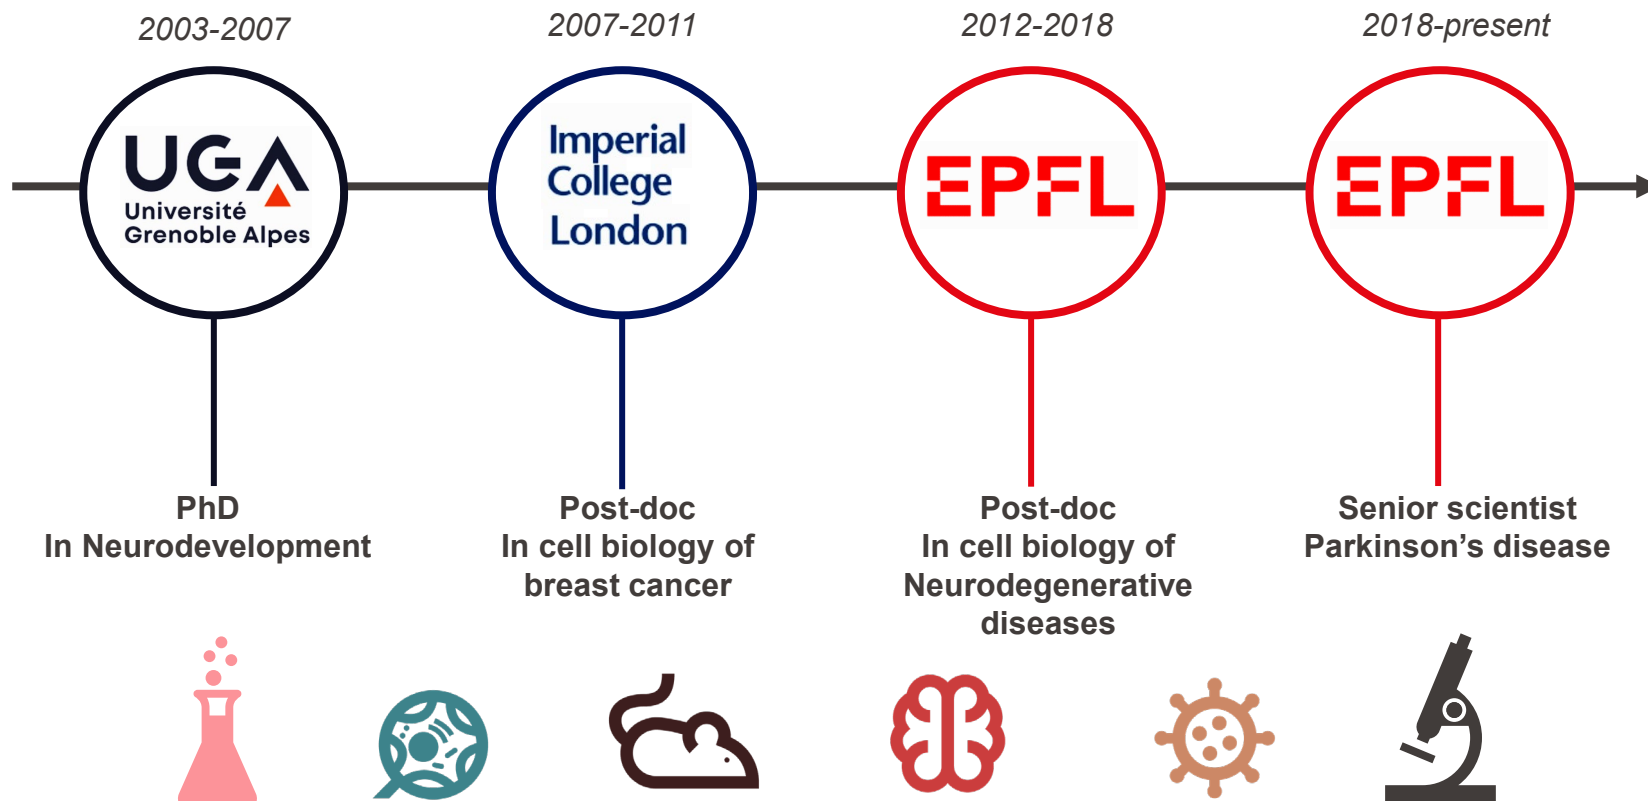 2003-2007
2007-2011
2012-2018
2018-present
UGA
Université
Grenoble Alpes
Imperial
College
London
EPFL
EPFL
PhD
In Neurodevelopment
Post-doc
In cell biology of
breast cancer
Post-doc
In cell biology of
Neurodegenerative
diseases
Senior scientist
Parkinson’s disease